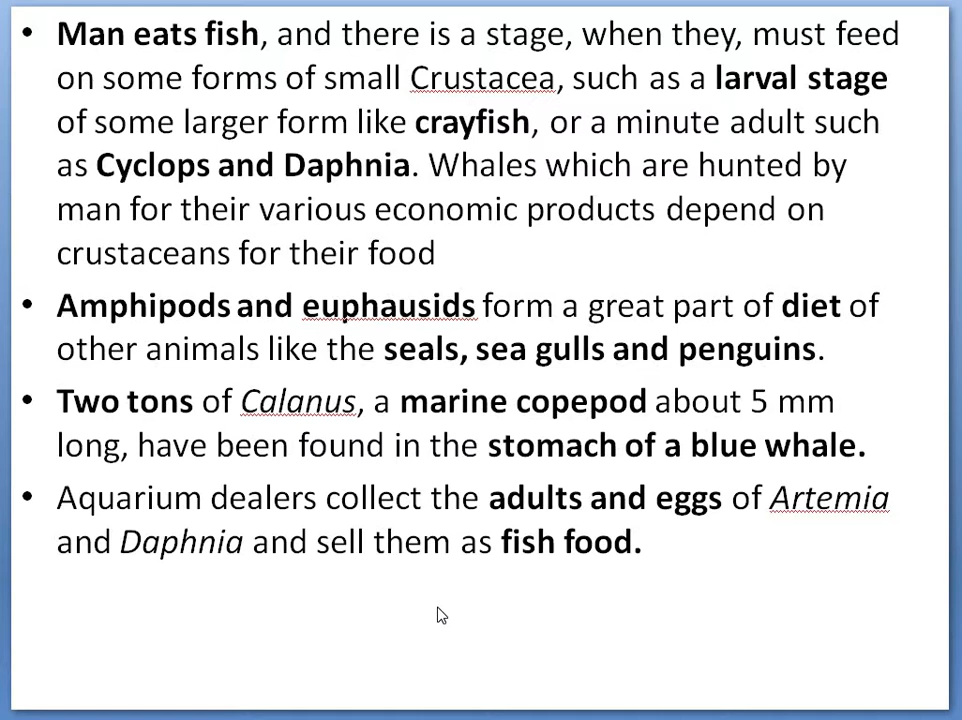 • Man eats fish, and there is a stage, when they, must feed
on some forms of small Crustacea, such as a larval stage
of some larger form like crayfish, or a minute adult such
as Cyclops and Daphnia. Whales which are hunted by
man for their various economic products depend on
crustaceans for their food
• Amphipods and euphausids form a great part of diet of
other animals like the seals, sea gulls and penguins.
• Two tons of Calanus, a marine copepod about 5 mm
long, have been found in the stomach of a blue whale.
• Aquarium dealers collect the adults and eggs of Artemia
and Daphnia and sell them as fish food.